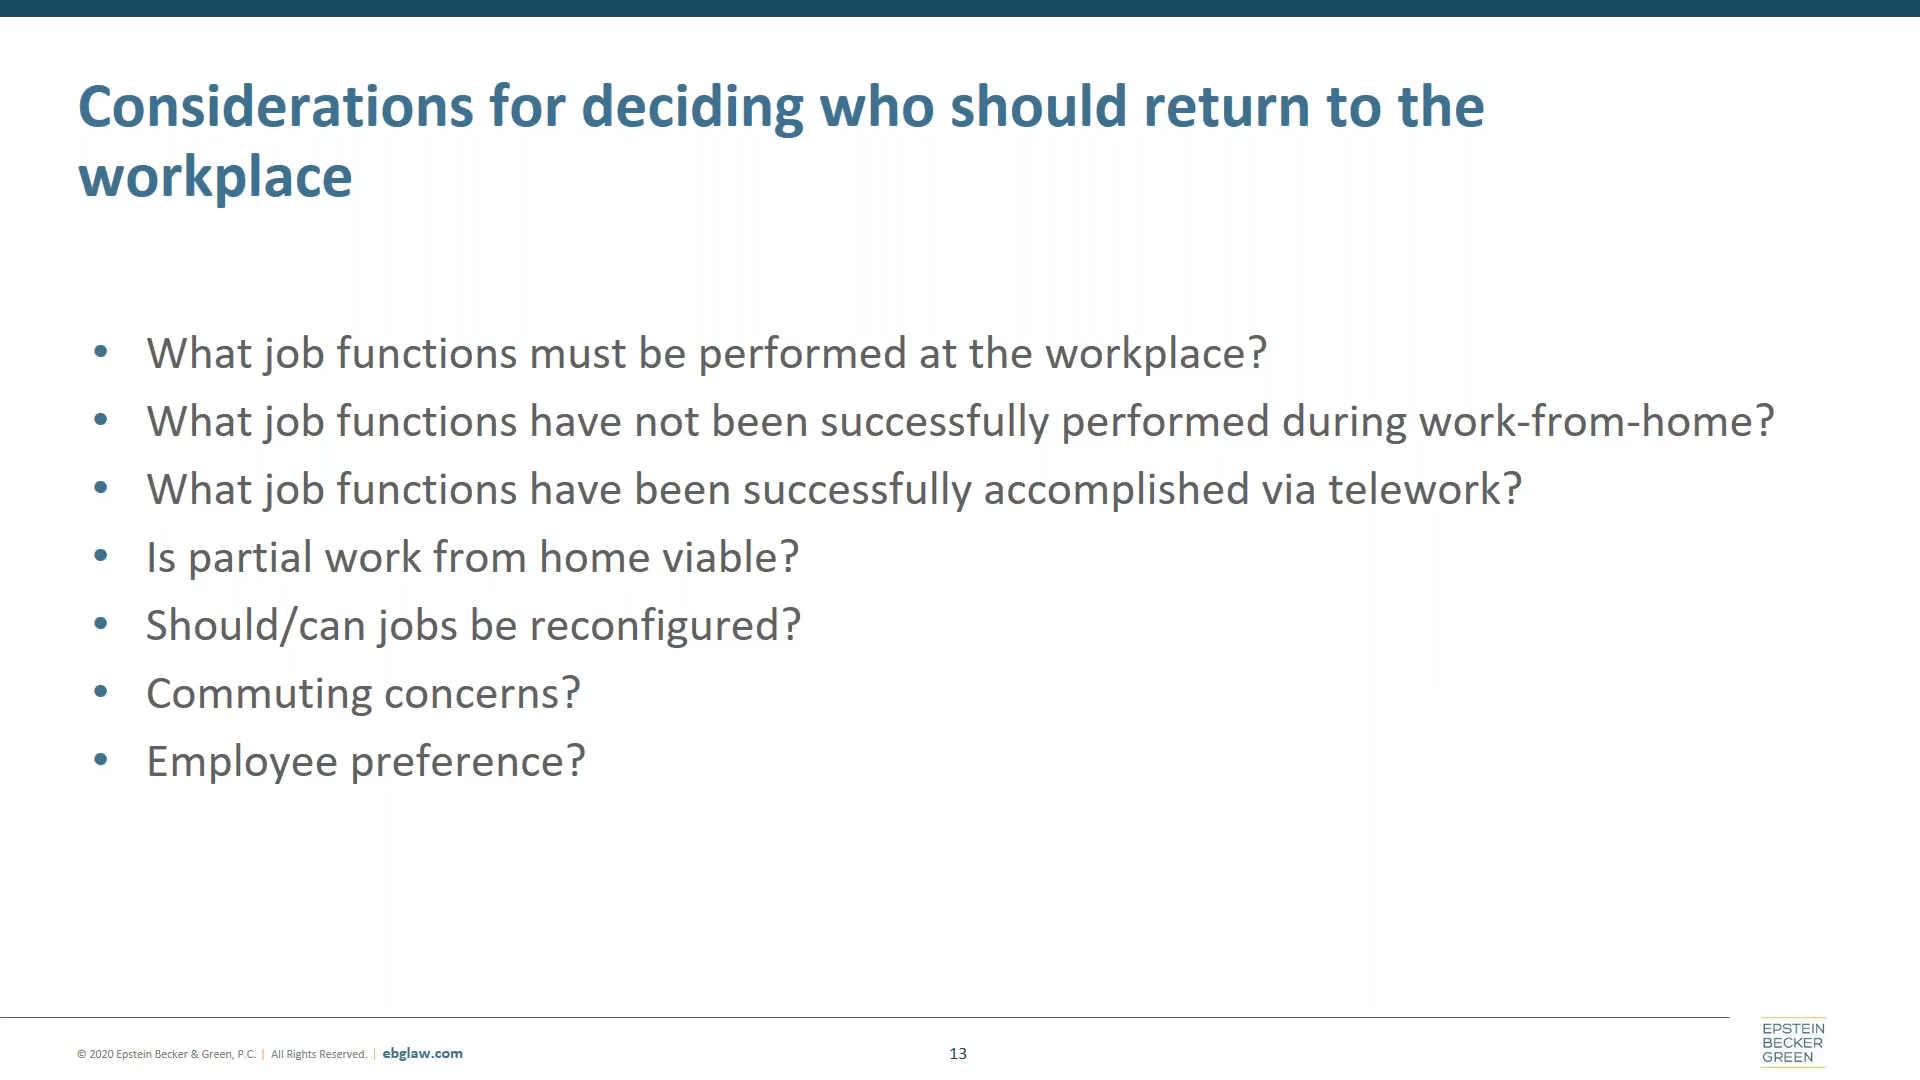 Considerations for deciding who should return to the
workplace
• What job functions must be performed at the workplace?
• What job functions have not been successfully performed during work-from-home?
• What job functions have been successfully accomplished via telework?
• Is partial work from home viable?
• Should/can jobs be reconfigured?
• Commuting concerns?
• Employee preference?
© 2020 Epstein Becker & Green, P.C. | All Rights Reserved. | ebglaw.com
13
EPSTEIN
BECKER
GREEN